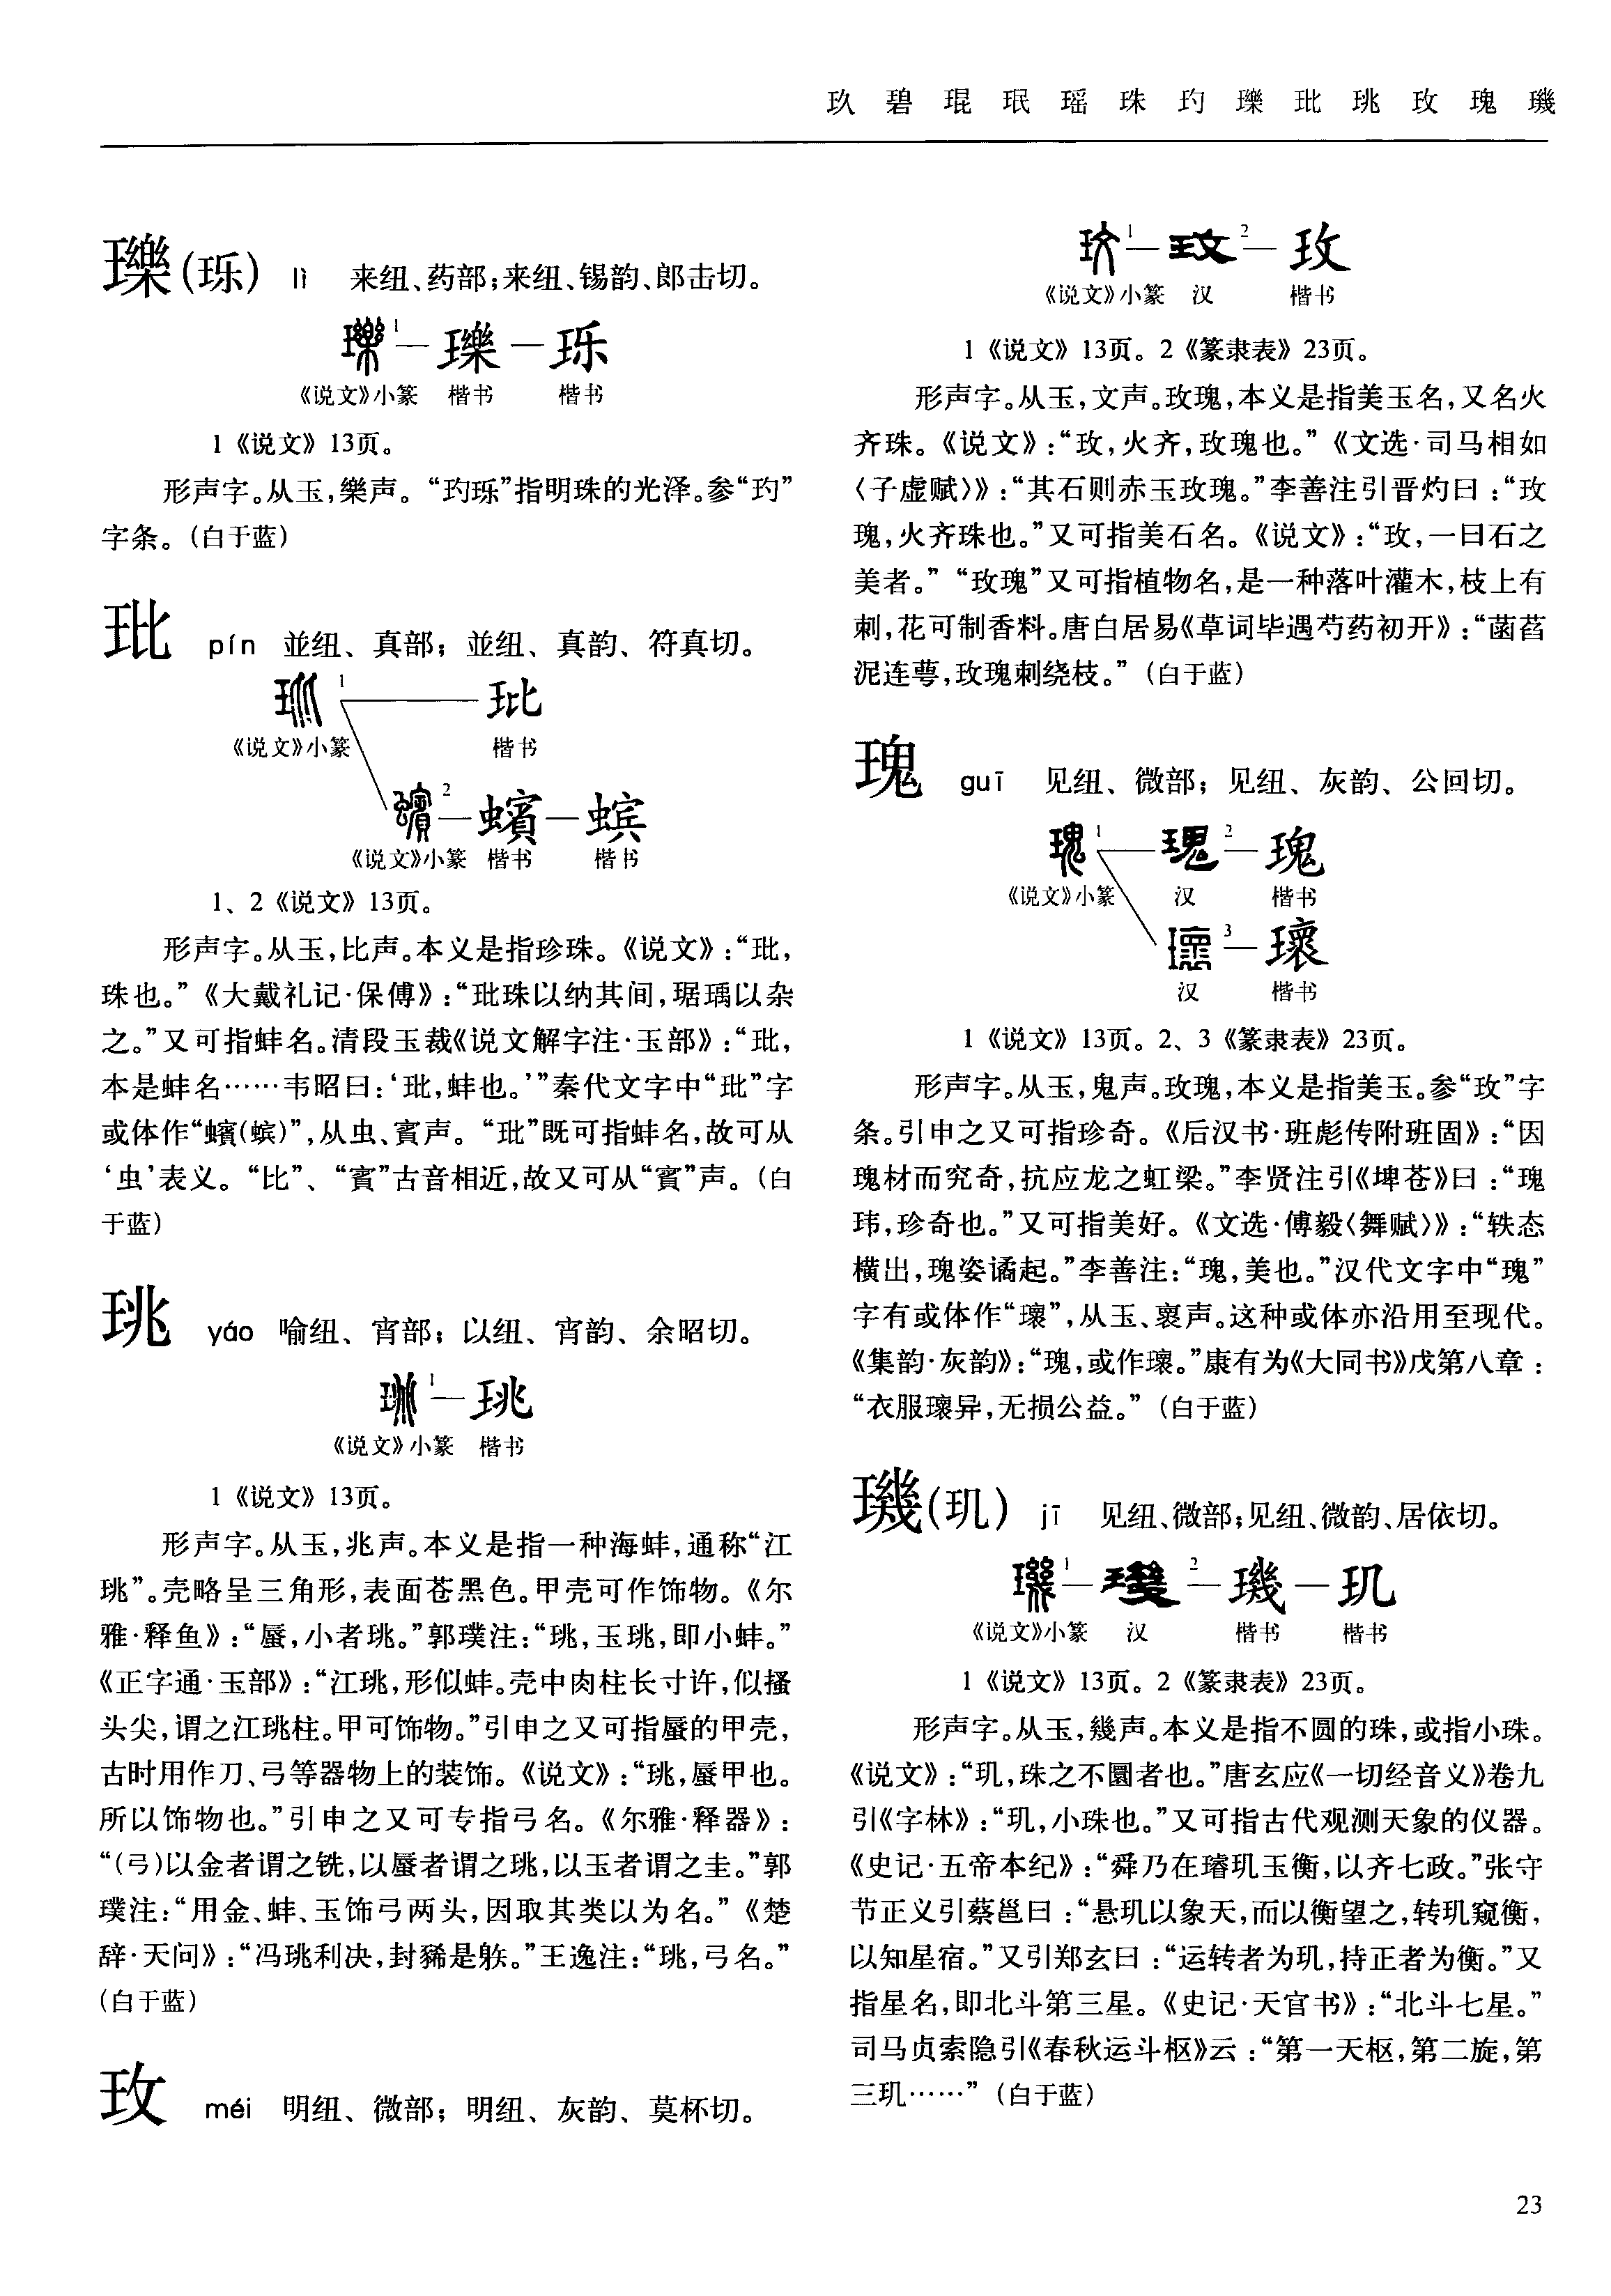 玖 碧 琨 珉 瑶 珠 玓 瓅 玭 珧 玫 瑰 璣
瓅(𬍛) lì 来纽、药部;来纽、锡韵、郎击切。
1
瓅—𬍛
《说文》小篆 楷书 楷书
1《说文》13页。
形声字。从玉,樂声。“玓𬍛”指明珠的光泽。参“玓”
字条。(白于蓝)
玭 pín 並纽、真部;並纽、真韵、符真切。
1
玭
《说文》小篆 楷书
2
蠙—𧏖
《说文》小篆 楷书 楷书
1、2《说文》13页。
形声字。从玉,比声。本义是指珍珠。《说文》:“玭,
珠也。”《大戴礼记·保傅》:“玭珠以纳其间,琚瑀以杂
之。”又可指蚌名。清段玉裁《说文解字注·玉部》:“玭,
本是蚌名……韦昭曰:‘玭,蚌也。’”秦代文字中“玭”字
或体作“蠙(𧏖)”,从虫、賓声。“玭”既可指蚌名,故可从
‘虫’表义。“比”、“賓”古音相近,故又可从“賓”声。(白
于蓝)
珧 yáo 喻纽、宵部;以纽、宵韵、余昭切。
1
珧
《说文》小篆 楷书
1《说文》13页。
形声字。从玉,兆声。本义是指一种海蚌,通称“江
珧”。壳略呈三角形,表面苍黑色。甲壳可作饰物。《尔
雅·释鱼》:“蜃,小者珧。”郭璞注:“珧,玉珧,即小蚌。”
《正字通·玉部》:“江珧,形似蚌。壳中肉柱长寸许,似搔
头尖,谓之江珧柱。甲可饰物。”引申之又可指蜃的甲壳,
古时用作刀、弓等器物上的装饰。《说文》:“珧,蜃甲也。
所以饰物也。”引申之又可专指弓名。《尔雅·释器》:
“(弓)以金者谓之铣,以蜃者谓之珧,以玉者谓之圭。”郭
璞注:“用金、蚌、玉饰弓两头,因取其类以为名。”《楚
辞·天问》:“冯珧利决,封豨是䠶。”王逸注:“珧,弓名。”
(白于蓝)
玫 méi 明纽、微部;明纽、灰韵、莫杯切。
1 2
玫
《说文》小篆 汉 楷书
1《说文》13页。2《篆隶表》23页。
形声字。从玉,文声。玫瑰,本义是指美玉名,又名火
齐珠。《说文》:“玫,火齐,玫瑰也。”《文选·司马相如
〈子虚赋〉》:“其石则赤玉玫瑰。”李善注引晋灼曰:“玫
瑰,火齐珠也。”又可指美石名。《说文》:“玫,一曰石之
美者。”“玫瑰”又可指植物名,是一种落叶灌木,枝上有
刺,花可制香料。唐白居易《草词毕遇芍药初开》:“菡萏
泥连萼,玫瑰刺绕枝。”(白于蓝)
瑰 guī 见纽、微部;见纽、灰韵、公回切。
1 2
瑰
《说文》小篆 汉 楷书
3
瓌
汉 楷书
1《说文》13页。2、3《篆隶表》23页。
形声字。从玉,鬼声。玫瑰,本义是指美玉。参“玫”字
条。引申之又可指珍奇。《后汉书·班彪传附班固》:“因
瑰材而究奇,抗应龙之虹梁。”李贤注引《埤苍》曰:“瑰
玮,珍奇也。”又可指美好。《文选·傅毅〈舞赋〉》:“轶态
横出,瑰姿谲起。”李善注:“瑰,美也。”汉代文字中“瑰”
字有或体作“瓌”,从玉、褱声。这种或体亦沿用至现代。
《集韵·灰韵》:“瑰,或作瓌。”康有为《大同书》戊第八章:
“衣服瓌异,无损公益。”(白于蓝)
璣(玑) jī 见纽、微部;见纽、微韵、居依切。
1 2
璣—玑
《说文》小篆 汉 楷书 楷书
1《说文》13页。2《篆隶表》23页。
形声字。从玉,幾声。本义是指不圆的珠,或指小珠。
《说文》:“玑,珠之不圜者也。”唐玄应《一切经音义》卷九
引《字林》:“玑,小珠也。”又可指古代观测天象的仪器。
《史记·五帝本纪》:“舜乃在璿玑玉衡,以齐七政。”张守
节正义引蔡邕曰:“悬玑以象天,而以衡望之,转玑窥衡,
以知星宿。”又引郑玄曰:“运转者为玑,持正者为衡。”又
指星名,即北斗第三星。《史记·天官书》:“北斗七星。”
司马贞索隐引《春秋运斗枢》云:“第一天枢,第二旋,第
三玑……”(白于蓝)
23